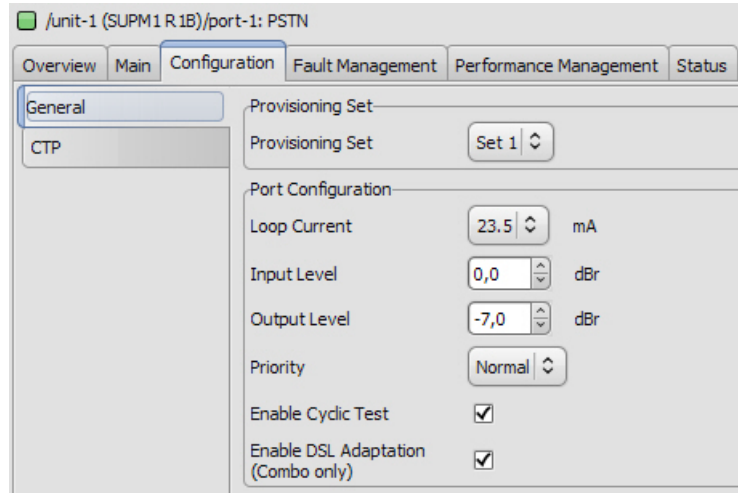 /unit-1 (SUPM1 R1B)/port-1: PSTN
Overview Main Configuration Fault Management Performance Management Status
General
CTP
Provisioning Set
Provisioning Set Set 1
Port Configuration
Loop Current 23.5 mA
Input Level 0,0 dBr
Output Level -7,0 dBr
Priority Normal
Enable Cyclic Test
Enable DSL Adaptation
(Combo only)